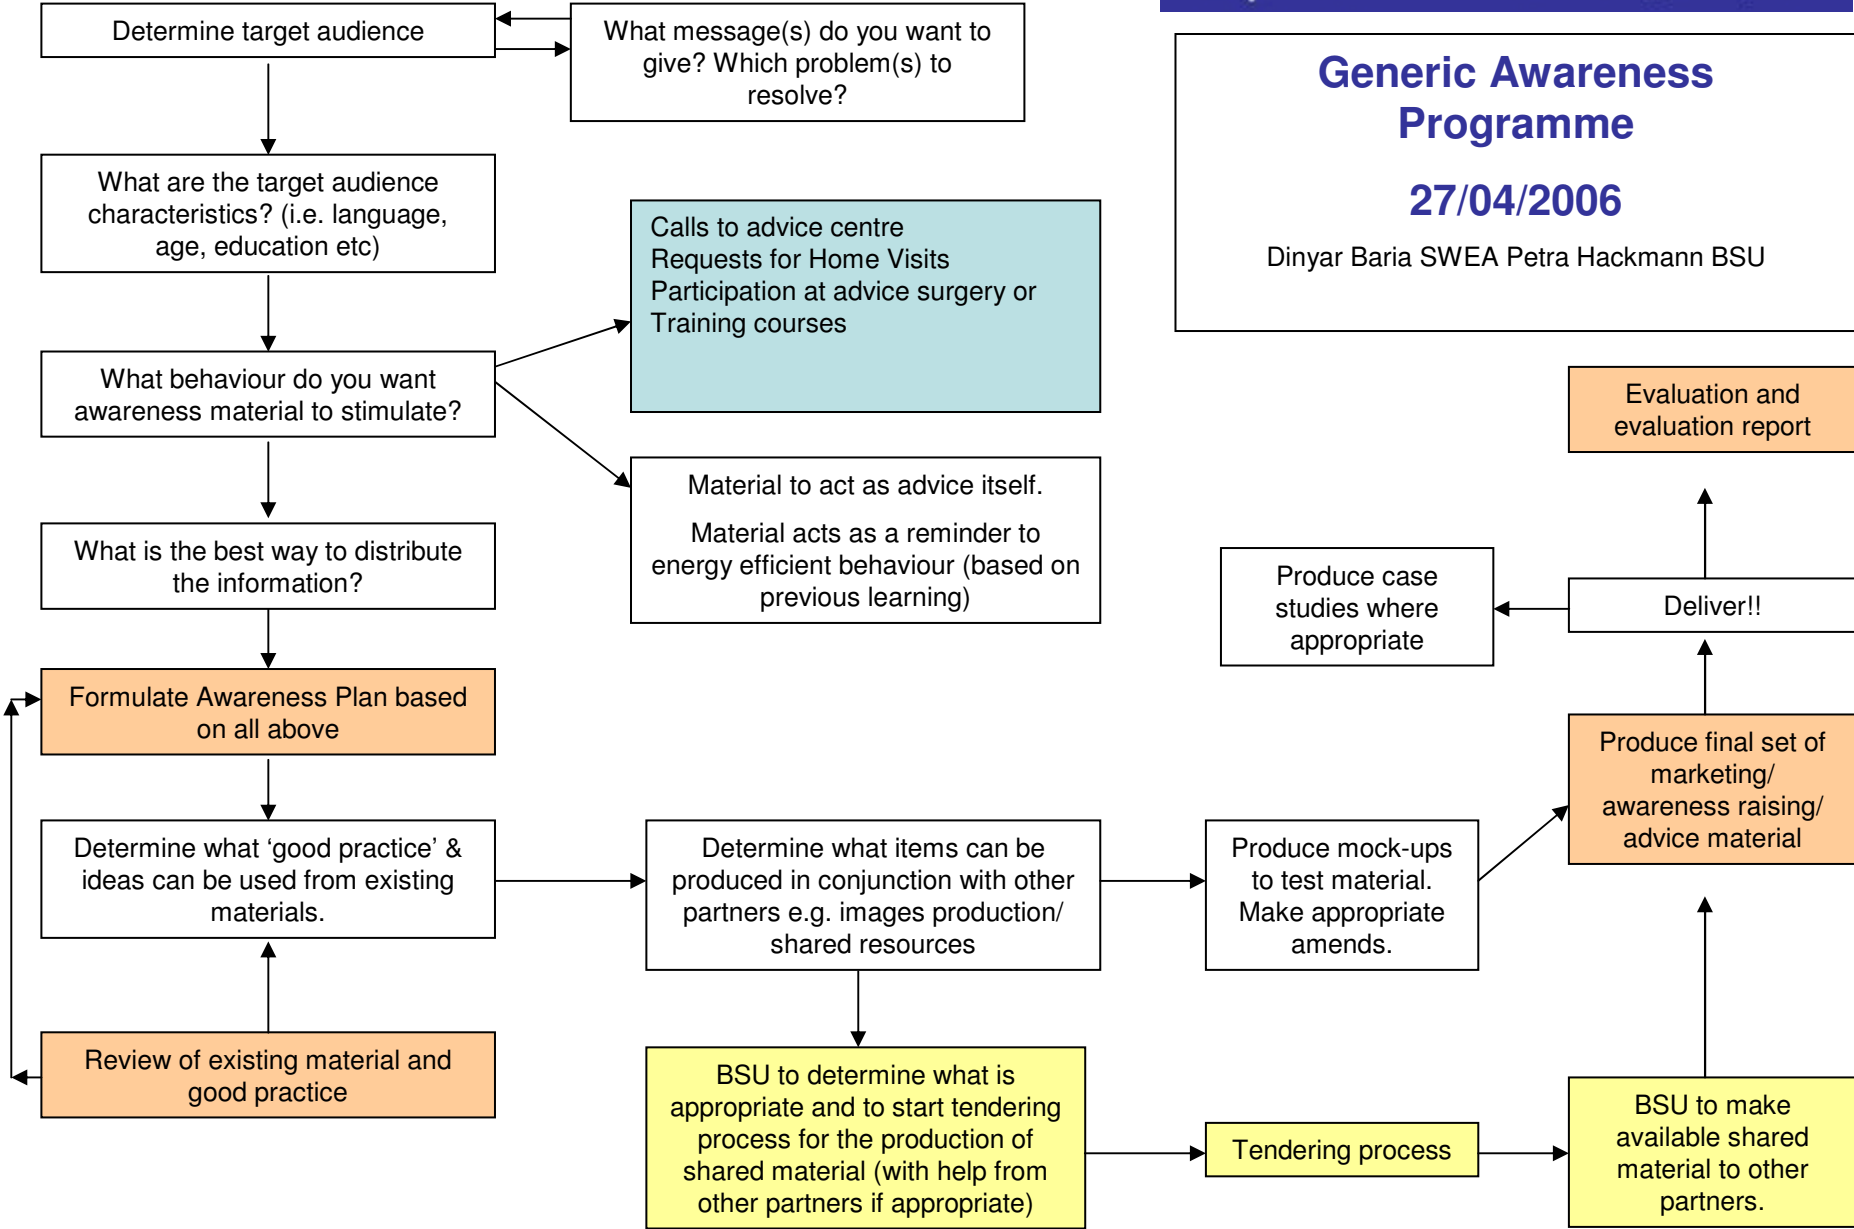 Determine target audience
What message(s) do you want to
give? Which problem(s) to
resolve?
Generic Awareness
Programme
27/04/2006
Dinyar Baria SWEA Petra Hackmann BSU
What are the target audience
characteristics? (i.e. language,
age, education etc)
Calls to advice centre
Requests for Home Visits
Participation at advice surgery or
Training courses
What behaviour do you want
awareness material to stimulate?
Material to act as advice itself.
Material acts as a reminder to
energy efficient behaviour (based on
previous learning)
What is the best way to distribute
the information?
Formulate Awareness Plan based
on all above
Determine what ‘good practice’ &
ideas can be used from existing
materials.
Review of existing material and
good practice
Determine what items can be
produced in conjunction with other
partners e.g. images production/
shared resources
Produce mock-ups
to test material.
Make appropriate
amends.
BSU to determine what is
appropriate and to start tendering
process for the production of
shared material (with help from
other partners if appropriate)
Tendering process
BSU to make
available shared
material to other
partners.
Produce final set of
marketing/
awareness raising/
advice material
Deliver!!
Produce case
studies where
appropriate
Evaluation and
evaluation report